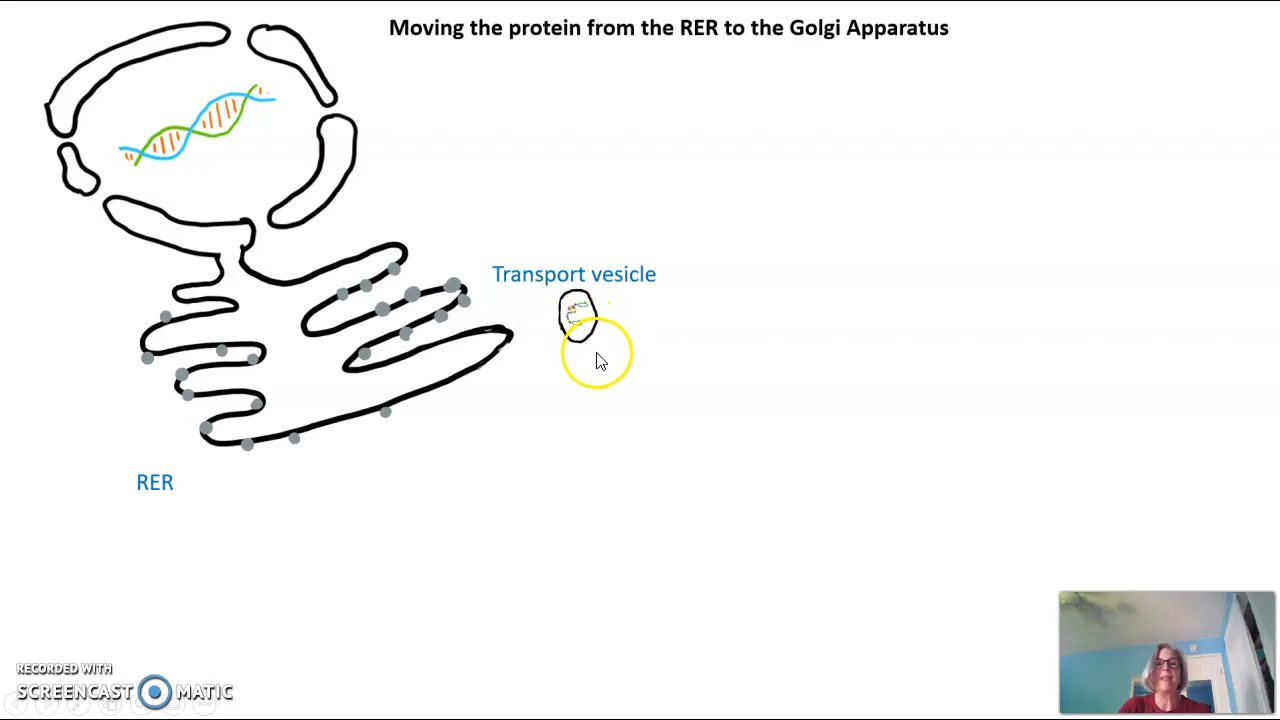 Moving the protein from the RER to the Golgi Apparatus
Transport vesicle
RER
RECORDED WITH
SCREENCAST MATIC